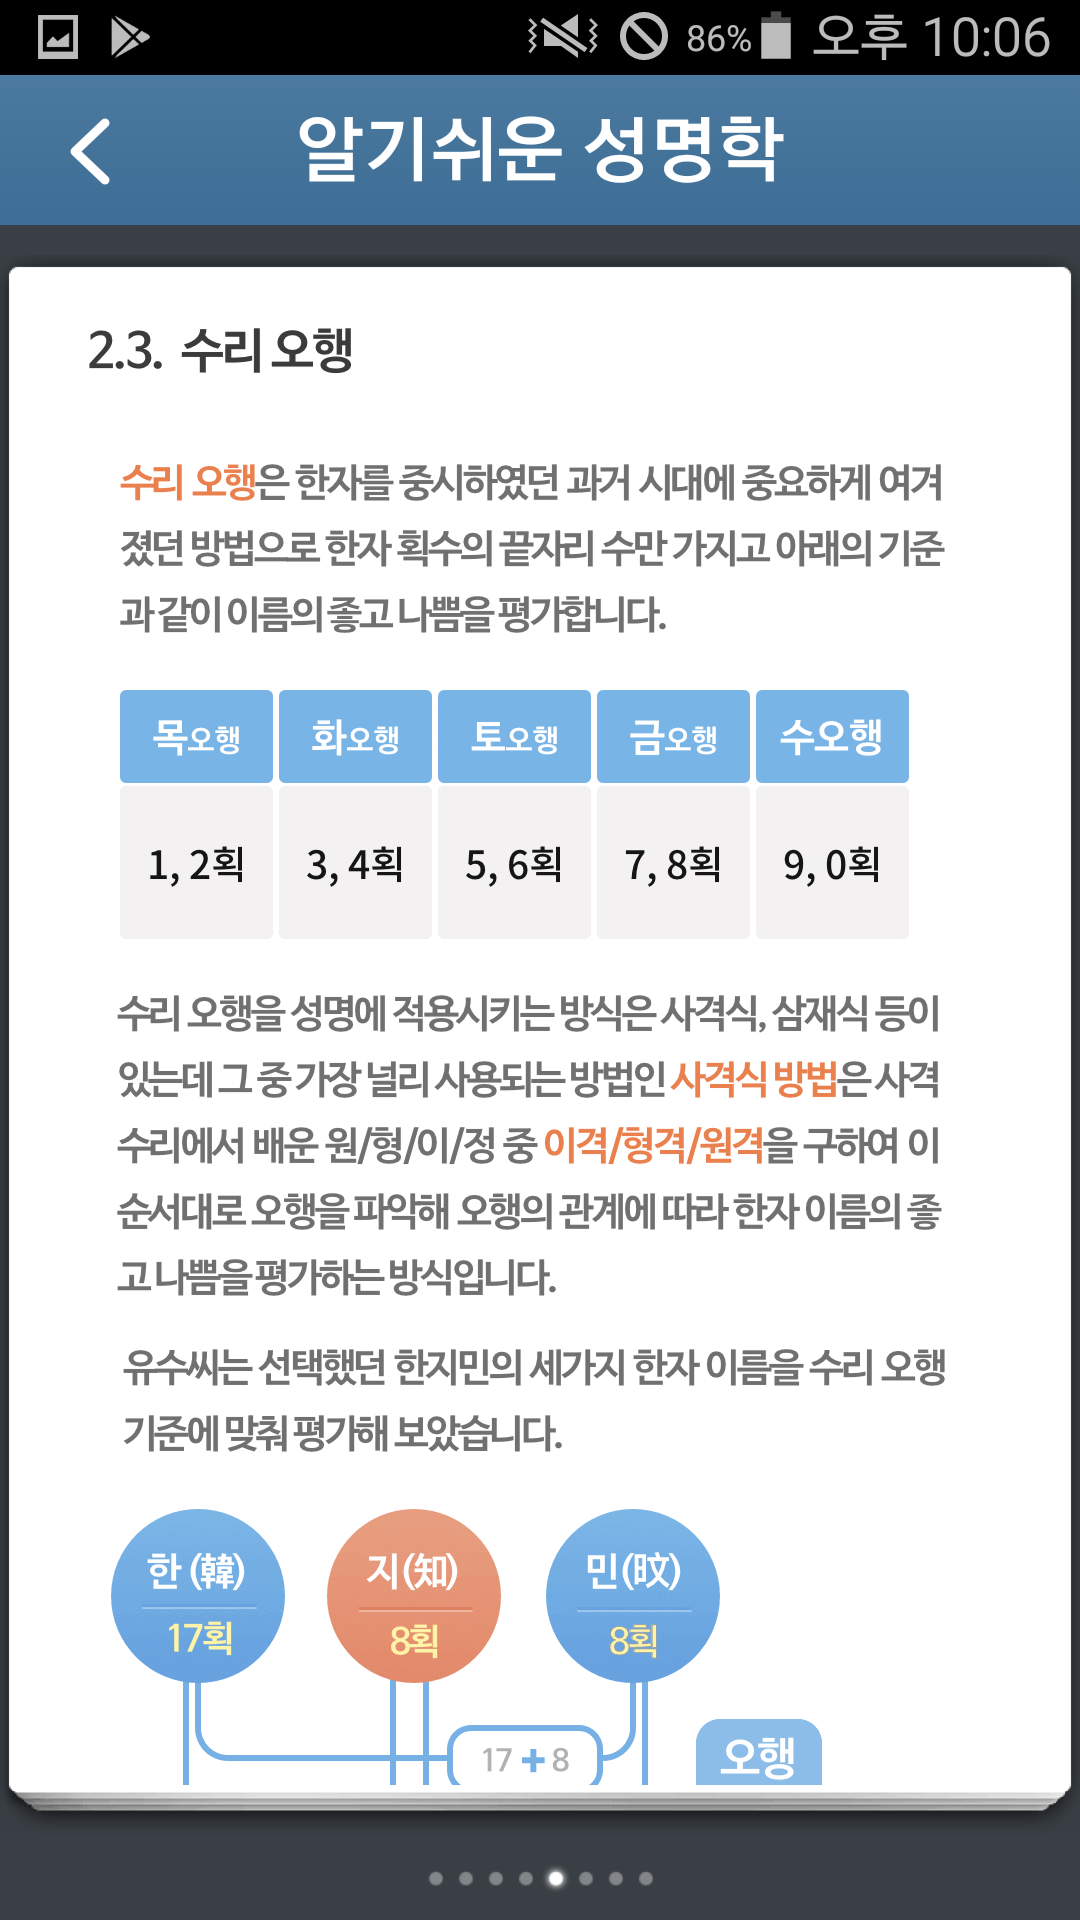 86% 오후 10:06
알기쉬운 성명학
2.3. 수리 오행
수리 오행은 한자를 중시하였던 과거 시대에 중요하게 여겨
졌던 방법으로 한자 획수의 끝자리 수만 가지고 아래의 기준
과 같이 이름의 좋고 나쁨을 평가합니다.
목오행 화오행 토오행 금오행 수오행
1, 2획 3, 4획 5, 6획 7, 8획 9, 0획
수리 오행을 성명에 적용시키는 방식은 사격식, 삼재식 등이
있는데 그 중 가장 널리 사용되는 방법인 사격식 방법은 사격
수리에서 배운 원/형/이/정 중 이격/형격/원격을 구하여 이
순서대로 오행을 파악해 오행의 관계에 따라 한자 이름의 좋
고 나쁨을 평가하는 방식입니다.
유수씨는 선택했던 한지민의 세가지 한자 이름을 수리 오행
기준에 맞춰 평가해 보았습니다.
한 (韓) 지(知) 민(旼)
17획 8획 8획
17 + 8 오행